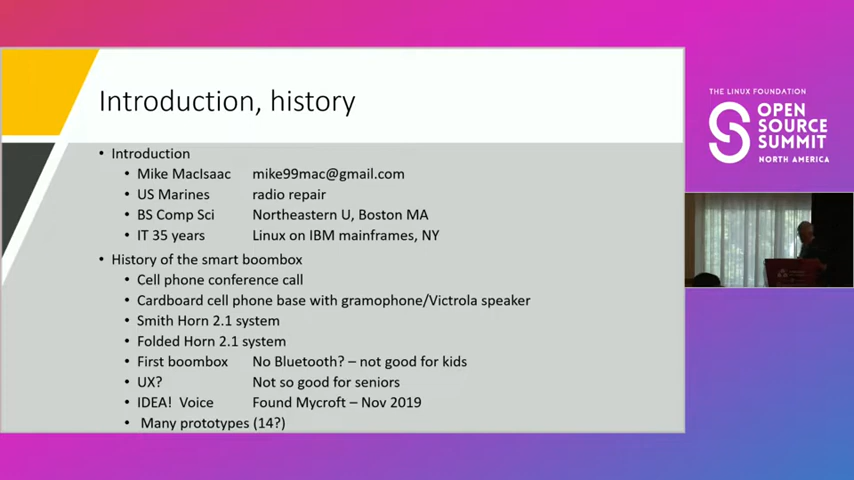 Introduction, history
• Introduction
• Mike MacIsaac mike99mac@gmail.com
• US Marines radio repair
• BS Comp Sci Northeastern U, Boston MA
• IT 35 years Linux on IBM mainframes, NY
• History of the smart boombox
• Cell phone conference call
• Cardboard cell phone base with gramophone/Victrola speaker
• Smith Horn 2.1 system
• Folded Horn 2.1 system
• First boombox No Bluetooth? – not good for kids
• UX? Not so good for seniors
• IDEA! Voice Found Mycroft – Nov 2019
• Many prototypes (14?)
THE LINUX FOUNDATION
OPEN
SOURCE
SUMMIT
NORTH AMERICA